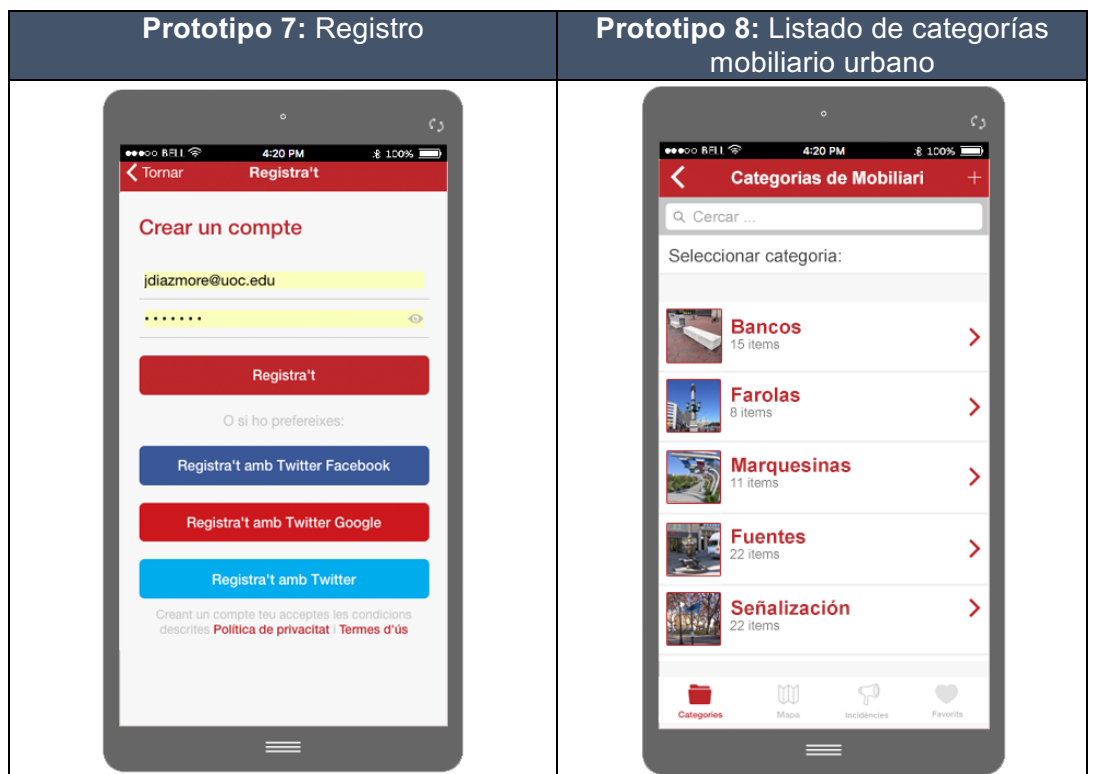 Prototipo 7: Registro
BELL 4:20 PM 100%
Tornar Registra't
Crear un compte
jdiazmore@uoc.edu
Registra't
O si ho prefereixes:
Registra't amb Twitter Facebook
Registra't amb Twitter Google
Registra't amb Twitter
Creant un compte teu acceptes les condicions
descrites Política de privacitat i Termes d'ús
Prototipo 8: Listado de categorías
mobiliario urbano
BELL 4:20 PM 100%
Categorias de Mobiliari +
Cercar ...
Seleccionar categoria:
Bancos
15 items
Farolas
8 items
Marquesinas
11 items
Fuentes
22 items
Señalización
22 items
Categories Mapa Incidències Favorits